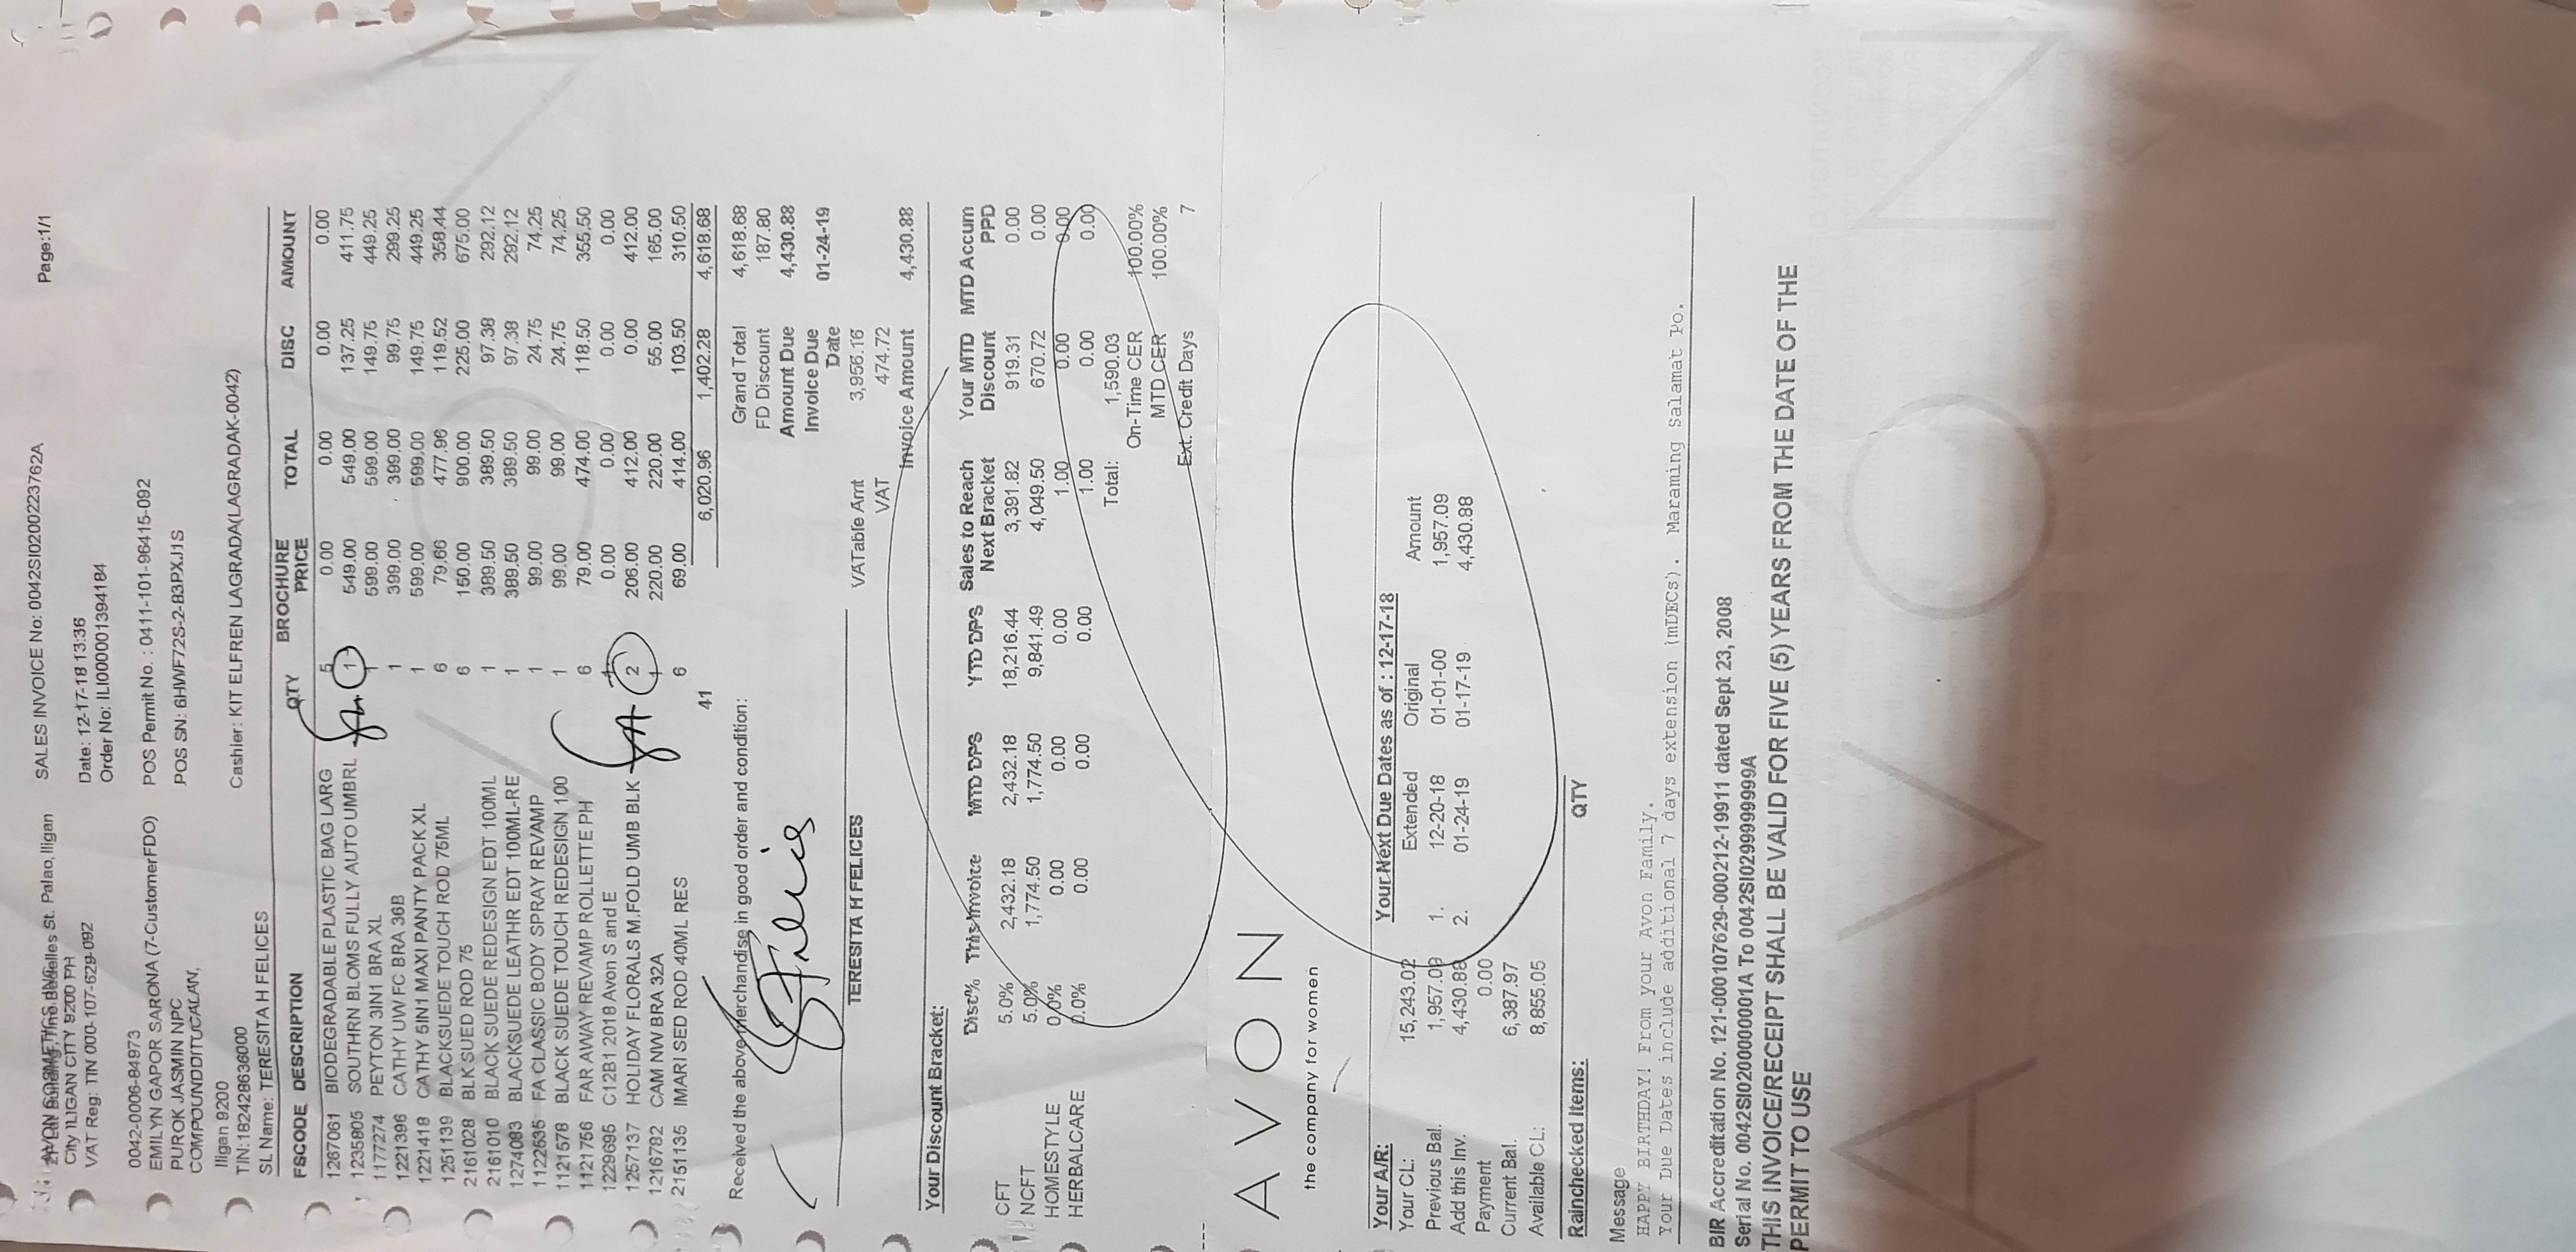 AVON COSMETICS, INC.
2F Lar Building, Tino Badelles St. Palao, Iligan
City ILIGAN CITY 9200 PH
VAT Reg: TIN 000-107-629-092
SALES INVOICE No: 0042SI0200223762A
Page:1/1
Date: 12-17-18 13:36
Order No: ILI000001394184
0042-0006-84973
EMILYN GAPOR SARONA (7-CustomerFDO)
PUROK JASMIN NPC
COMPOUNDDITUCALAN,
Iligan 9200
TIN:182428636000
SL Name: TERESITA H FELICES
POS Permit No. : 0411-101-96415-092
POS SN: 6HWF72S-2-83PXJ1S
Cashier: KIT ELFREN LAGRADA(LAGRADAK-0042)
FSCODE DESCRIPTION QTY BROCHURE PRICE TOTAL DISC AMOUNT
1267061 BIODEGRADABLE PLASTIC BAG LARG 5 0.00 0.00 0.00 0.00
1235805 SOUTHRN BLOMS FULLY AUTO UMBRL 1 549.00 549.00 137.25 411.75
1177274 PEYTON 3IN1 BRA XL 1 599.00 599.00 149.75 449.25
1221396 CATHY UW FC BRA 36B 1 399.00 399.00 99.75 299.25
1221418 CATHY 5IN1 MAXI PANTY PACK XL 1 599.00 599.00 149.75 449.25
1251139 BLACKSUEDE TOUCH ROD 75ML 6 79.66 477.96 119.52 358.44
2161028 BLK SUED ROD 75 6 150.00 900.00 225.00 675.00
2161010 BLACK SUEDE REDESIGN EDT 100ML 1 389.50 389.50 97.38 292.12
1274083 BLACKSUEDE LEATHR EDT 100ML-RE 1 389.50 389.50 97.38 292.12
1122535 FA CLASSIC BODY SPRAY REVAMP 1 99.00 99.00 24.75 74.25
1121578 BLACK SUEDE TOUCH REDESIGN 100 1 99.00 99.00 24.75 74.25
1121756 FAR AWAY REVAMP ROLLETTE PH 6 79.00 474.00 118.50 355.50
1229695 C12B1 2018 Avon S and E 1 0.00 0.00 0.00 0.00
1257137 HOLIDAY FLORALS M.FOLD UMB BLK 2 206.00 412.00 0.00 412.00
1216782 CAM NW BRA 32A 1 220.00 220.00 55.00 165.00
2151135 IMARI SED ROD 40ML RES 6 69.00 414.00 103.50 310.50
41 6,020.96 1,402.28 4,618.68
Received the above merchandise in good order and condition:
Felices
TERESITA H FELICES
Grand Total 4,618.68
FD Discount 187.80
Amount Due 4,430.88
Invoice Due Date 01-24-19
VATable Amt 3,956.16
VAT 474.72
Invoice Amount 4,430.88
Your Discount Bracket:
Disc% This Invoice MTD DPS YTD DPS Sales to Reach Next Bracket Your MTD Discount MTD Accum PPD
CFT 5.0% 2,432.18 2,432.18 18,216.44 3,391.82 919.31 0.00
NCFT 5.0% 1,774.50 1,774.50 9,841.49 4,049.50 670.72 0.00
HOMESTYLE 0.0% 0.00 0.00 0.00 1.00 0.00 0.00
HERBALCARE 0.0% 0.00 0.00 0.00 1.00 0.00 0.00
Total: 1,590.03
On-Time CER 100.00%
MTD CER 100.00%
Ext. Credit Days 7
AVON
the company for women
Your A/R:
Your CL: 15,243.02
Previous Bal. 1,957.09
Add this Inv. 4,430.88
Payment 0.00
Current Bal. 6,387.97
Available CL: 8,855.05
Your Next Due Dates as of : 12-17-18
Extended Original Amount
1. 12-20-18 01-01-00 1,957.09
2. 01-24-19 01-17-19 4,430.88
Rainchecked Items: QTY
Message
HAPPY BIRTHDAY! From your Avon Family.
Your Due Dates include additional 7 days extension (mDECs). Maraming Salamat Po.
BIR Accreditation No. 121-000107629-000212-19911 dated Sept 23, 2008
Serial No. 0042SI0200000001A To 0042SI0299999999A
THIS INVOICE/RECEIPT SHALL BE VALID FOR FIVE (5) YEARS FROM THE DATE OF THE
PERMIT TO USE
AVON